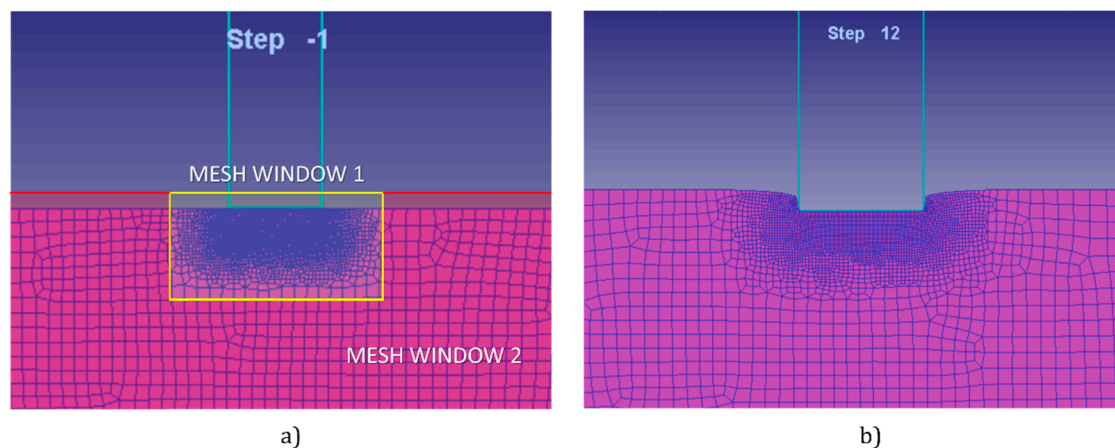 Step -1
MESH WINDOW 1
MESH WINDOW 2
a)
Step 12
b)